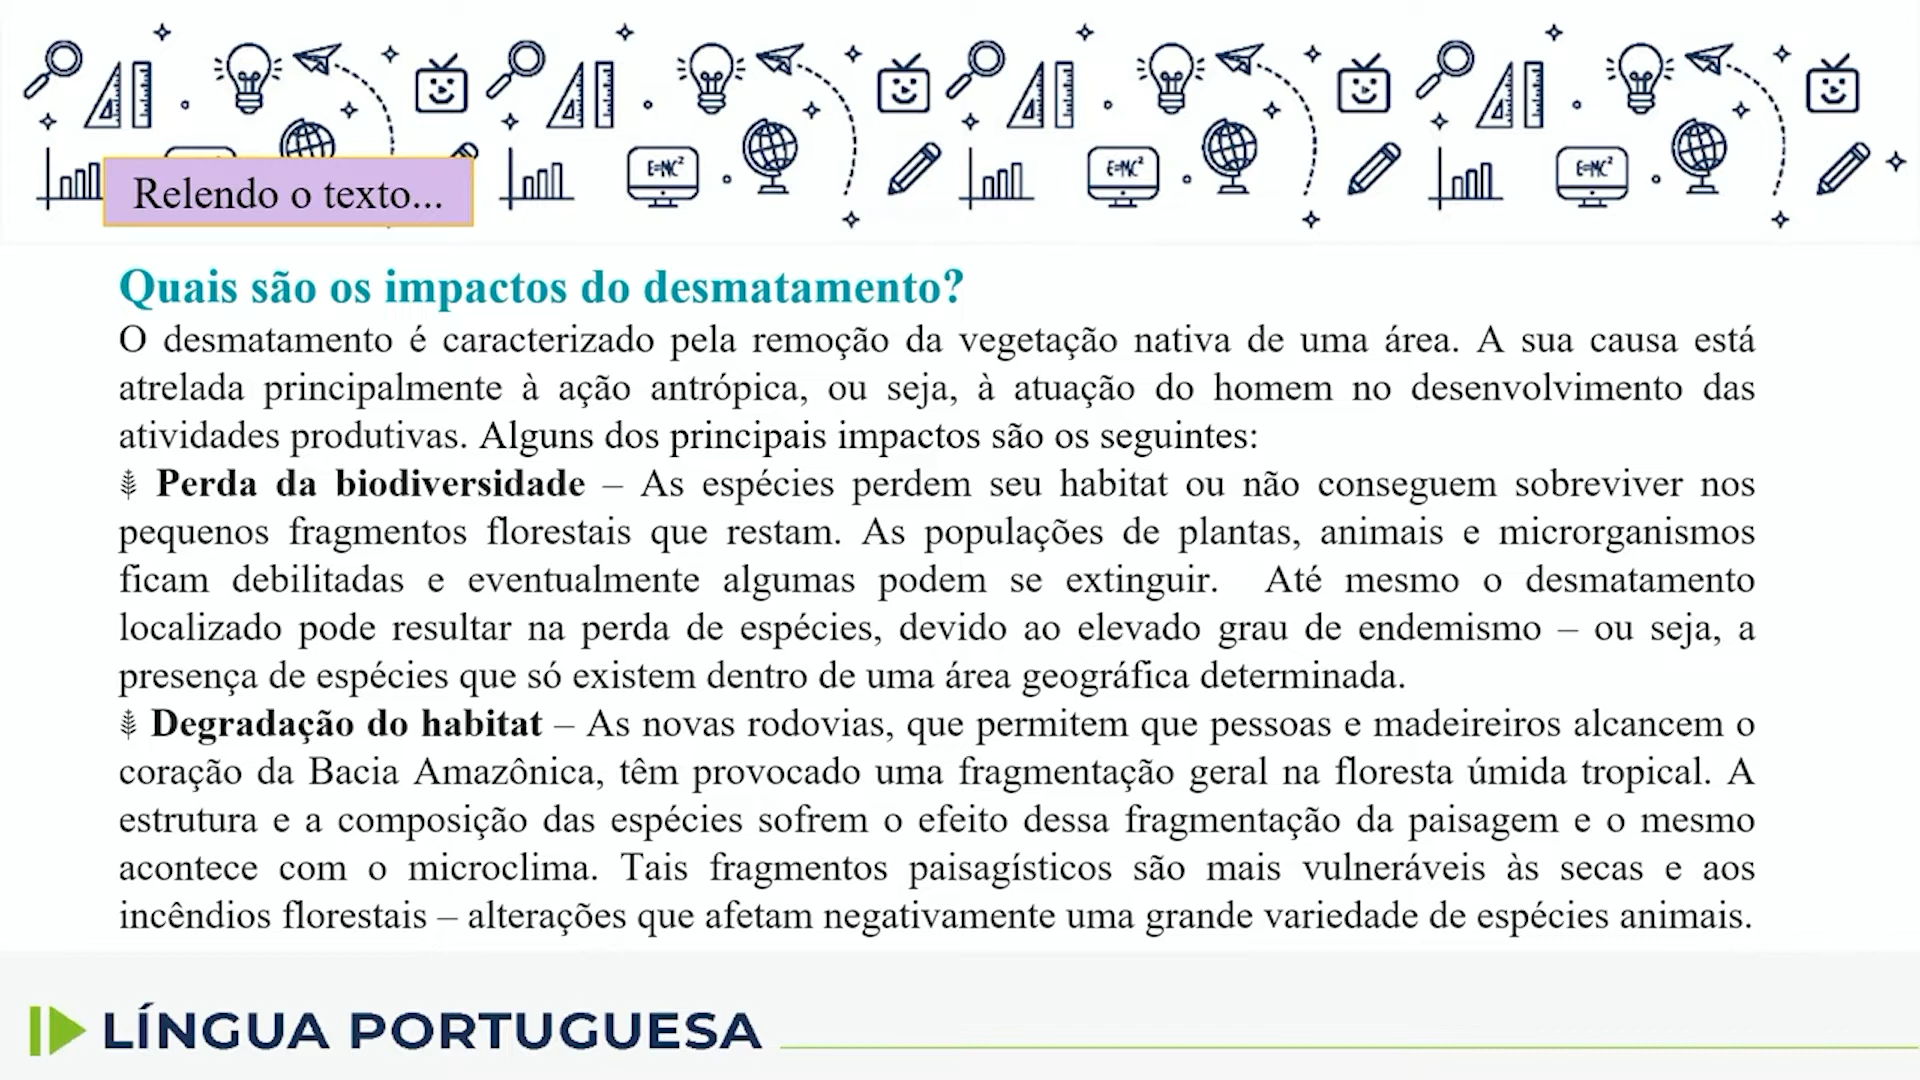 E=MC²
E=MC²
E=MC²
Relendo o texto...
Quais são os impactos do desmatamento?
O desmatamento é caracterizado pela remoção da vegetação nativa de uma área. A sua causa está
atrelada principalmente à ação antrópica, ou seja, à atuação do homem no desenvolvimento das
atividades produtivas. Alguns dos principais impactos são os seguintes:
Perda da biodiversidade – As espécies perdem seu habitat ou não conseguem sobreviver nos
pequenos fragmentos florestais que restam. As populações de plantas, animais e microrganismos
ficam debilitadas e eventualmente algumas podem se extinguir. Até mesmo o desmatamento
localizado pode resultar na perda de espécies, devido ao elevado grau de endemismo – ou seja, a
presença de espécies que só existem dentro de uma área geográfica determinada.
Degradação do habitat – As novas rodovias, que permitem que pessoas e madeireiros alcancem o
coração da Bacia Amazônica, têm provocado uma fragmentação geral na floresta úmida tropical. A
estrutura e a composição das espécies sofrem o efeito dessa fragmentação da paisagem e o mesmo
acontece com o microclima. Tais fragmentos paisagísticos são mais vulneráveis às secas e aos
incêndios florestais – alterações que afetam negativamente uma grande variedade de espécies animais.
LÍNGUA PORTUGUESA